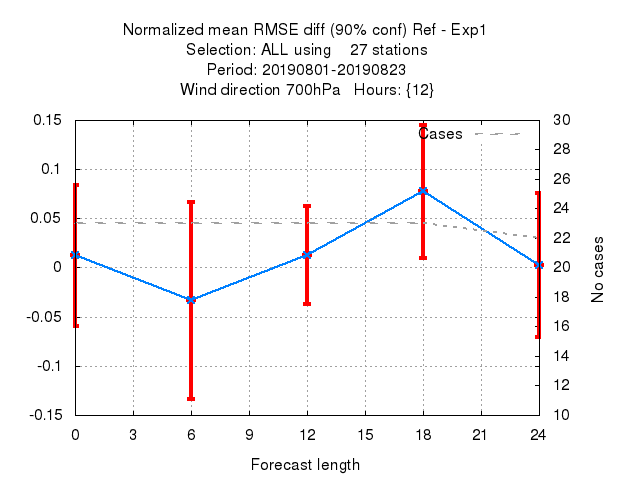 Normalized mean RMSE diff (90% conf) Ref - Exp1
Selection: ALL using 27 stations
Period: 20190801-20190823
Wind direction 700hPa Hours: {12}
Cases
0.15
0.1
0.05
0
-0.05
-0.1
-0.15
30
28
26
24
22
20
18
16
14
12
10
No cases
0 3 6 9 12 15 18 21 24
Forecast length